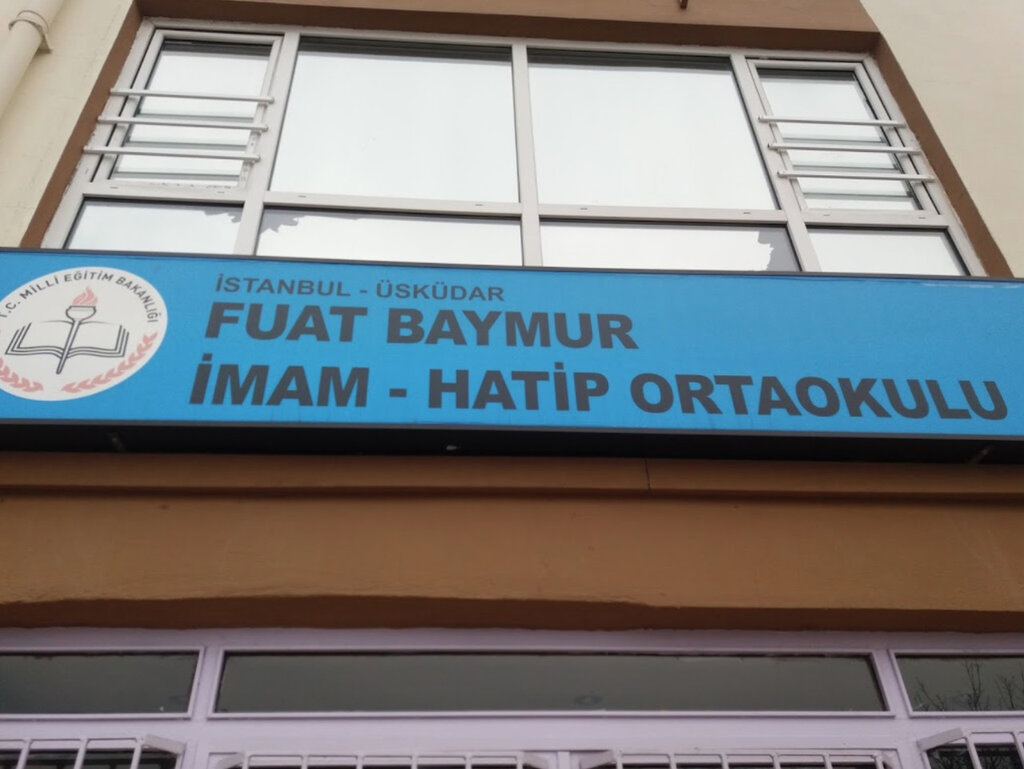 T.C. MİLLİ EĞİTİM BAKANLIĞI
İSTANBUL - ÜSKÜDAR
FUAT BAYMUR
İMAM - HATİP ORTAOKULU